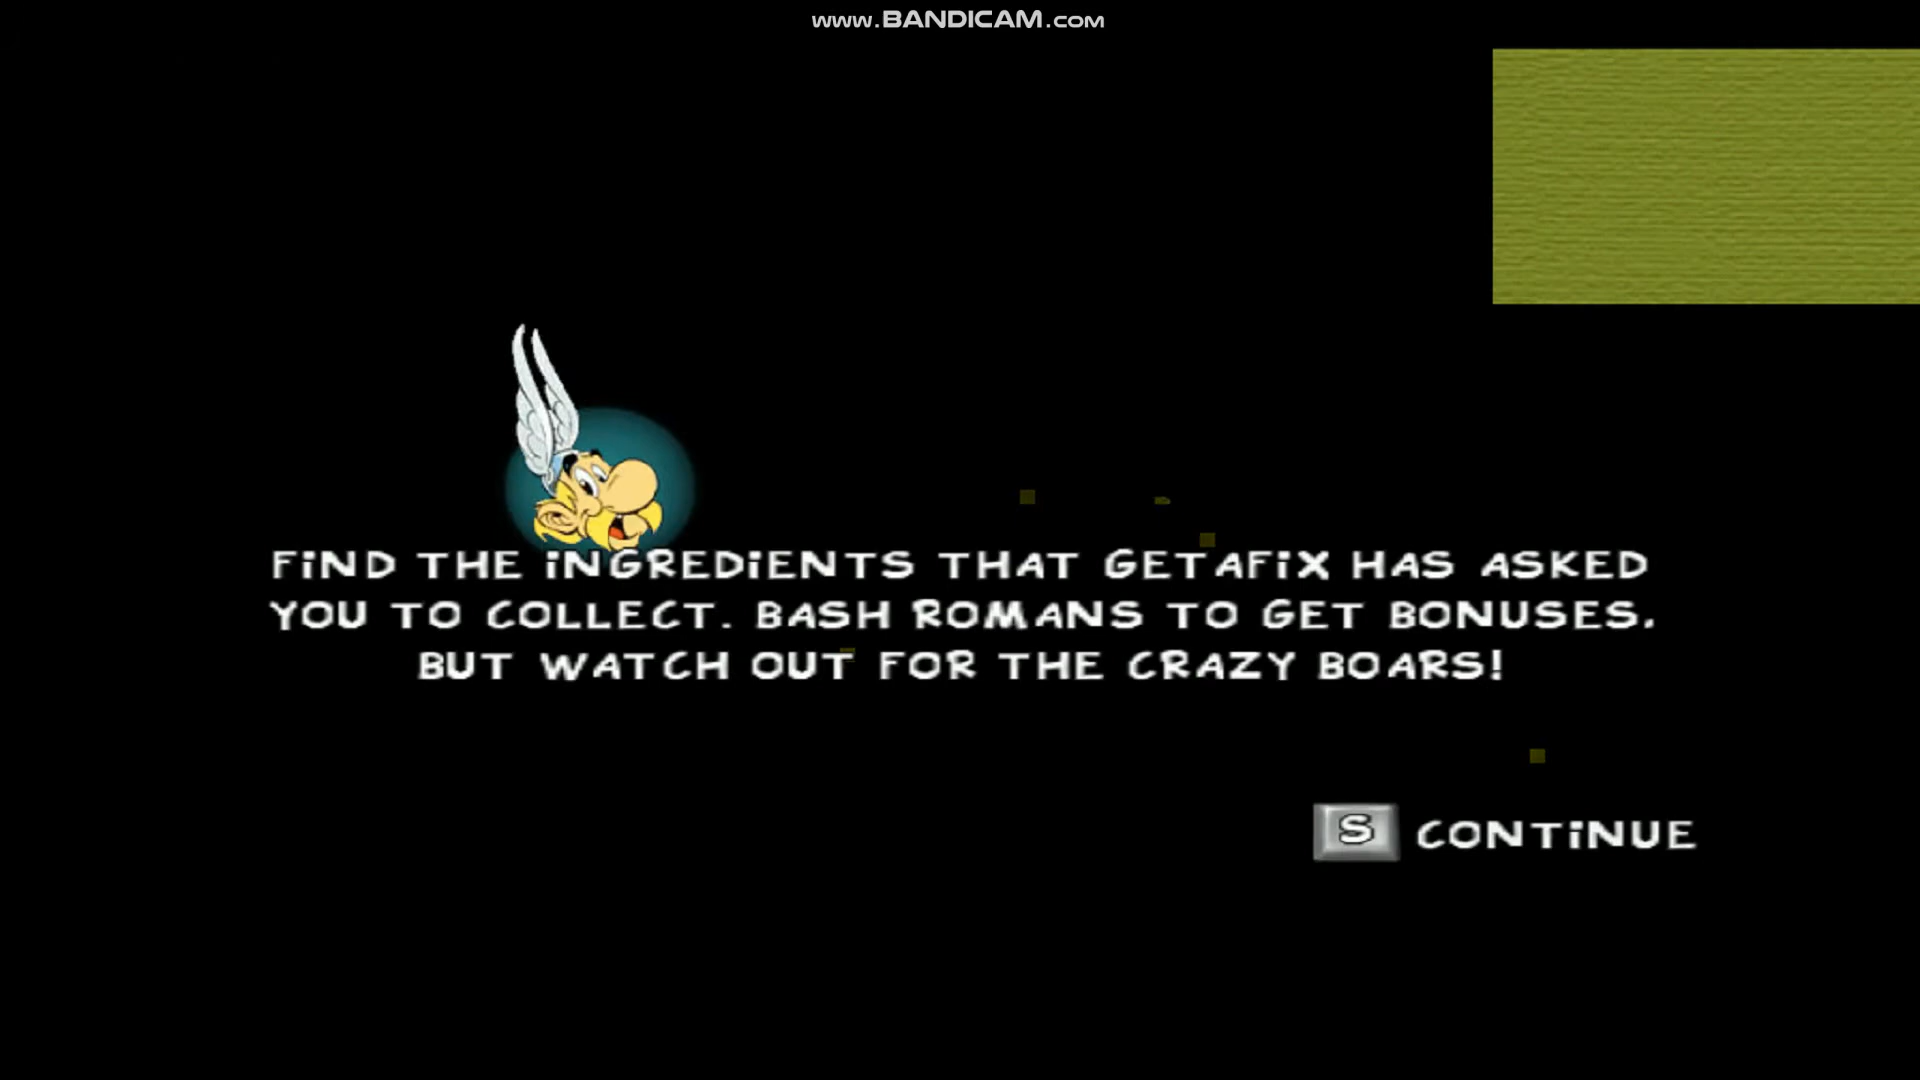 www.BANDICAM.com
FiND THE iNGREDiENTS THAT GETAFiX HAS ASKED
YOU TO COLLECT. BASH ROMANS TO GET BONUSES.
BUT WATCH OUT FOR THE CRAZY BOARS!
S CONTiNUE